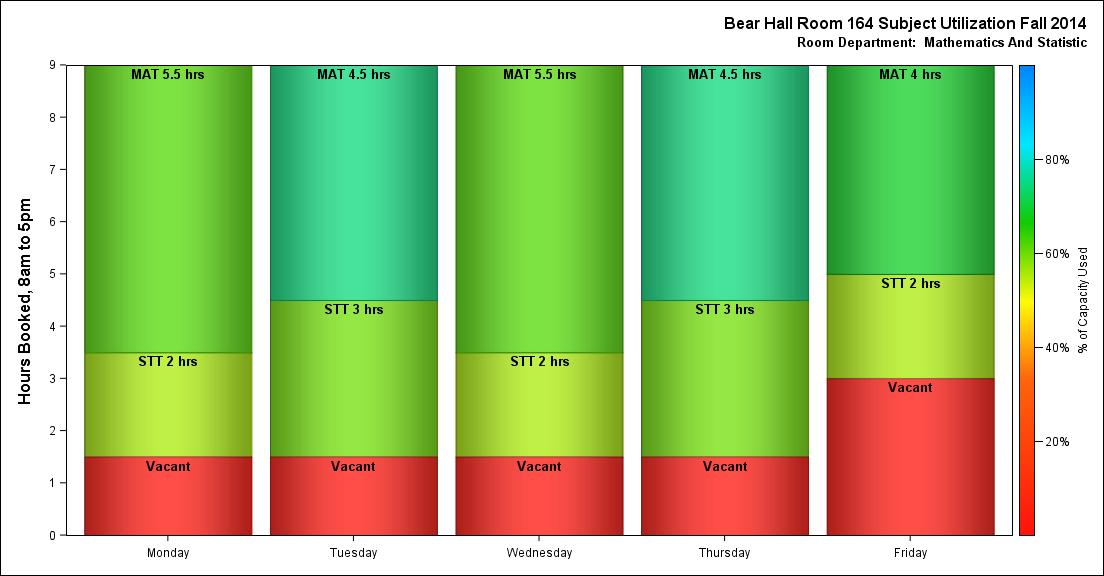 Bear Hall Room 164 Subject Utilization Fall 2014
Room Department:  Mathematics And Statistic
Hours Booked, 8am to 5pm
9
8
7
6
5
4
3
2
1
0
MAT 5.5 hrs
STT 2 hrs
Vacant
Monday
MAT 4.5 hrs
STT 3 hrs
Vacant
Tuesday
MAT 5.5 hrs
STT 2 hrs
Vacant
Wednesday
MAT 4.5 hrs
STT 3 hrs
Vacant
Thursday
MAT 4 hrs
STT 2 hrs
Vacant
Friday
80%
60%
40%
20%
% of Capacity Used